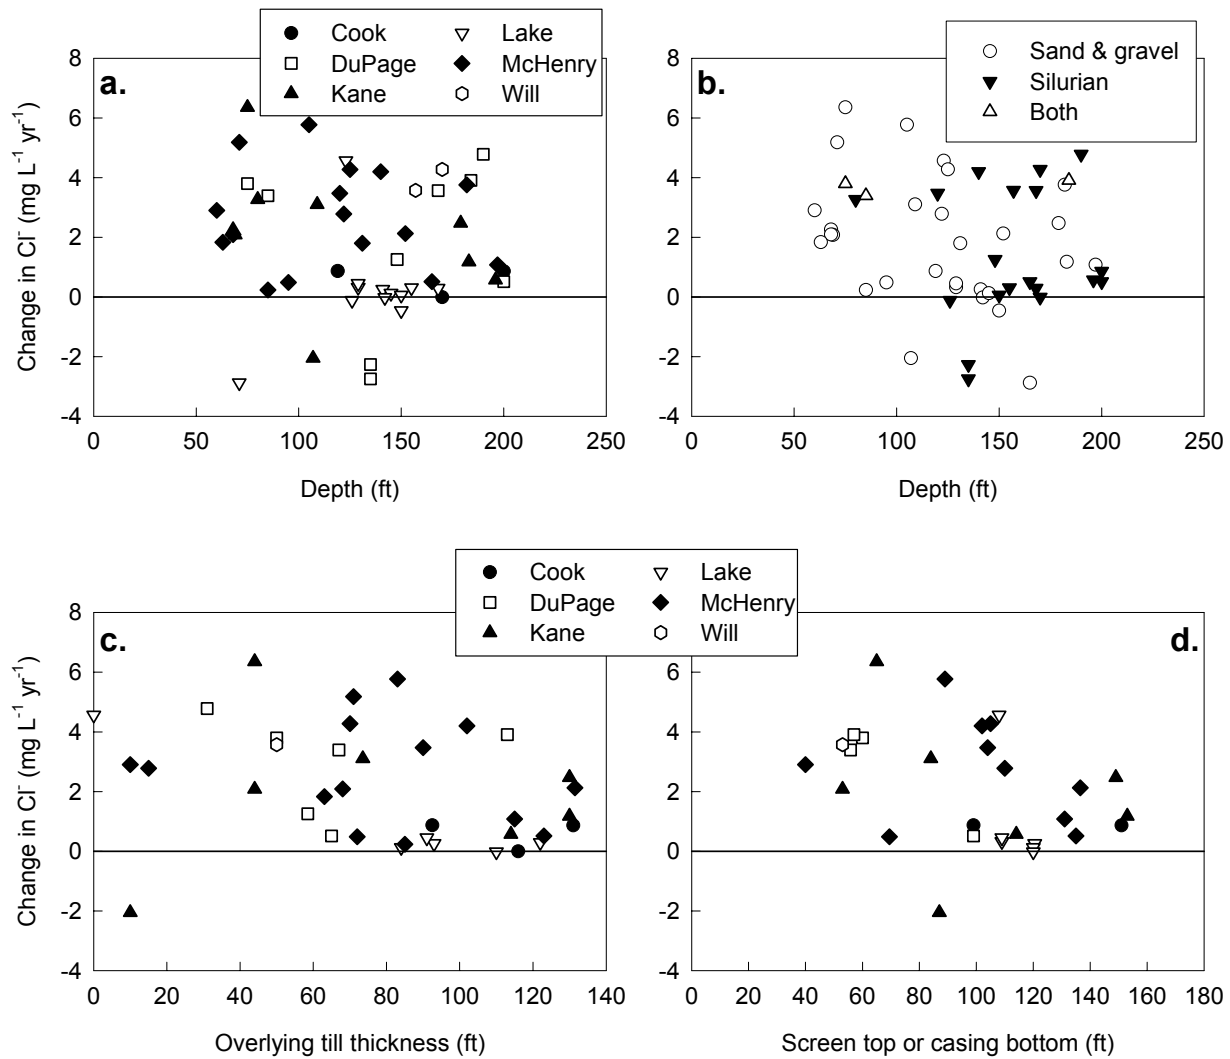 Cook
Lake
DuPage
McHenry
Kane
Will
a.
8
6
4
2
0
-2
-4
0
50
100
150
200
250
Depth (ft)
Change in Cl⁻ (mg L⁻¹ yr⁻¹)
Sand & gravel
Silurian
Both
b.
8
6
4
2
0
-2
-4
0
50
100
150
200
250
Depth (ft)
Cook
Lake
DuPage
McHenry
Kane
Will
c.
8
6
4
2
0
-2
-4
0
20
40
60
80
100
120
140
Overlying till thickness (ft)
Change in Cl⁻ (mg L⁻¹ yr⁻¹)
d.
8
6
4
2
0
-2
-4
0
20
40
60
80
100
120
140
160
180
Screen top or casing bottom (ft)